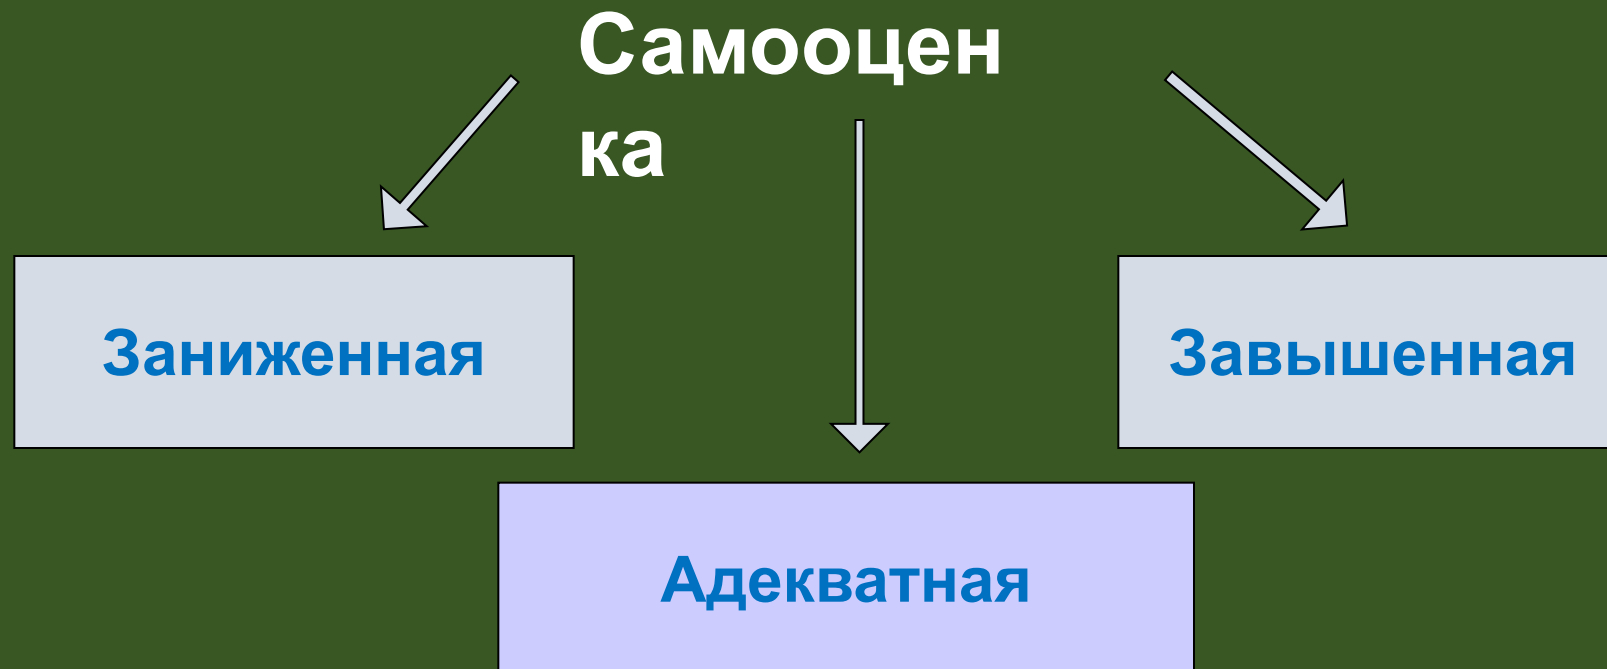 Самооцен
ка
Заниженная
Завышенная
Адекватная